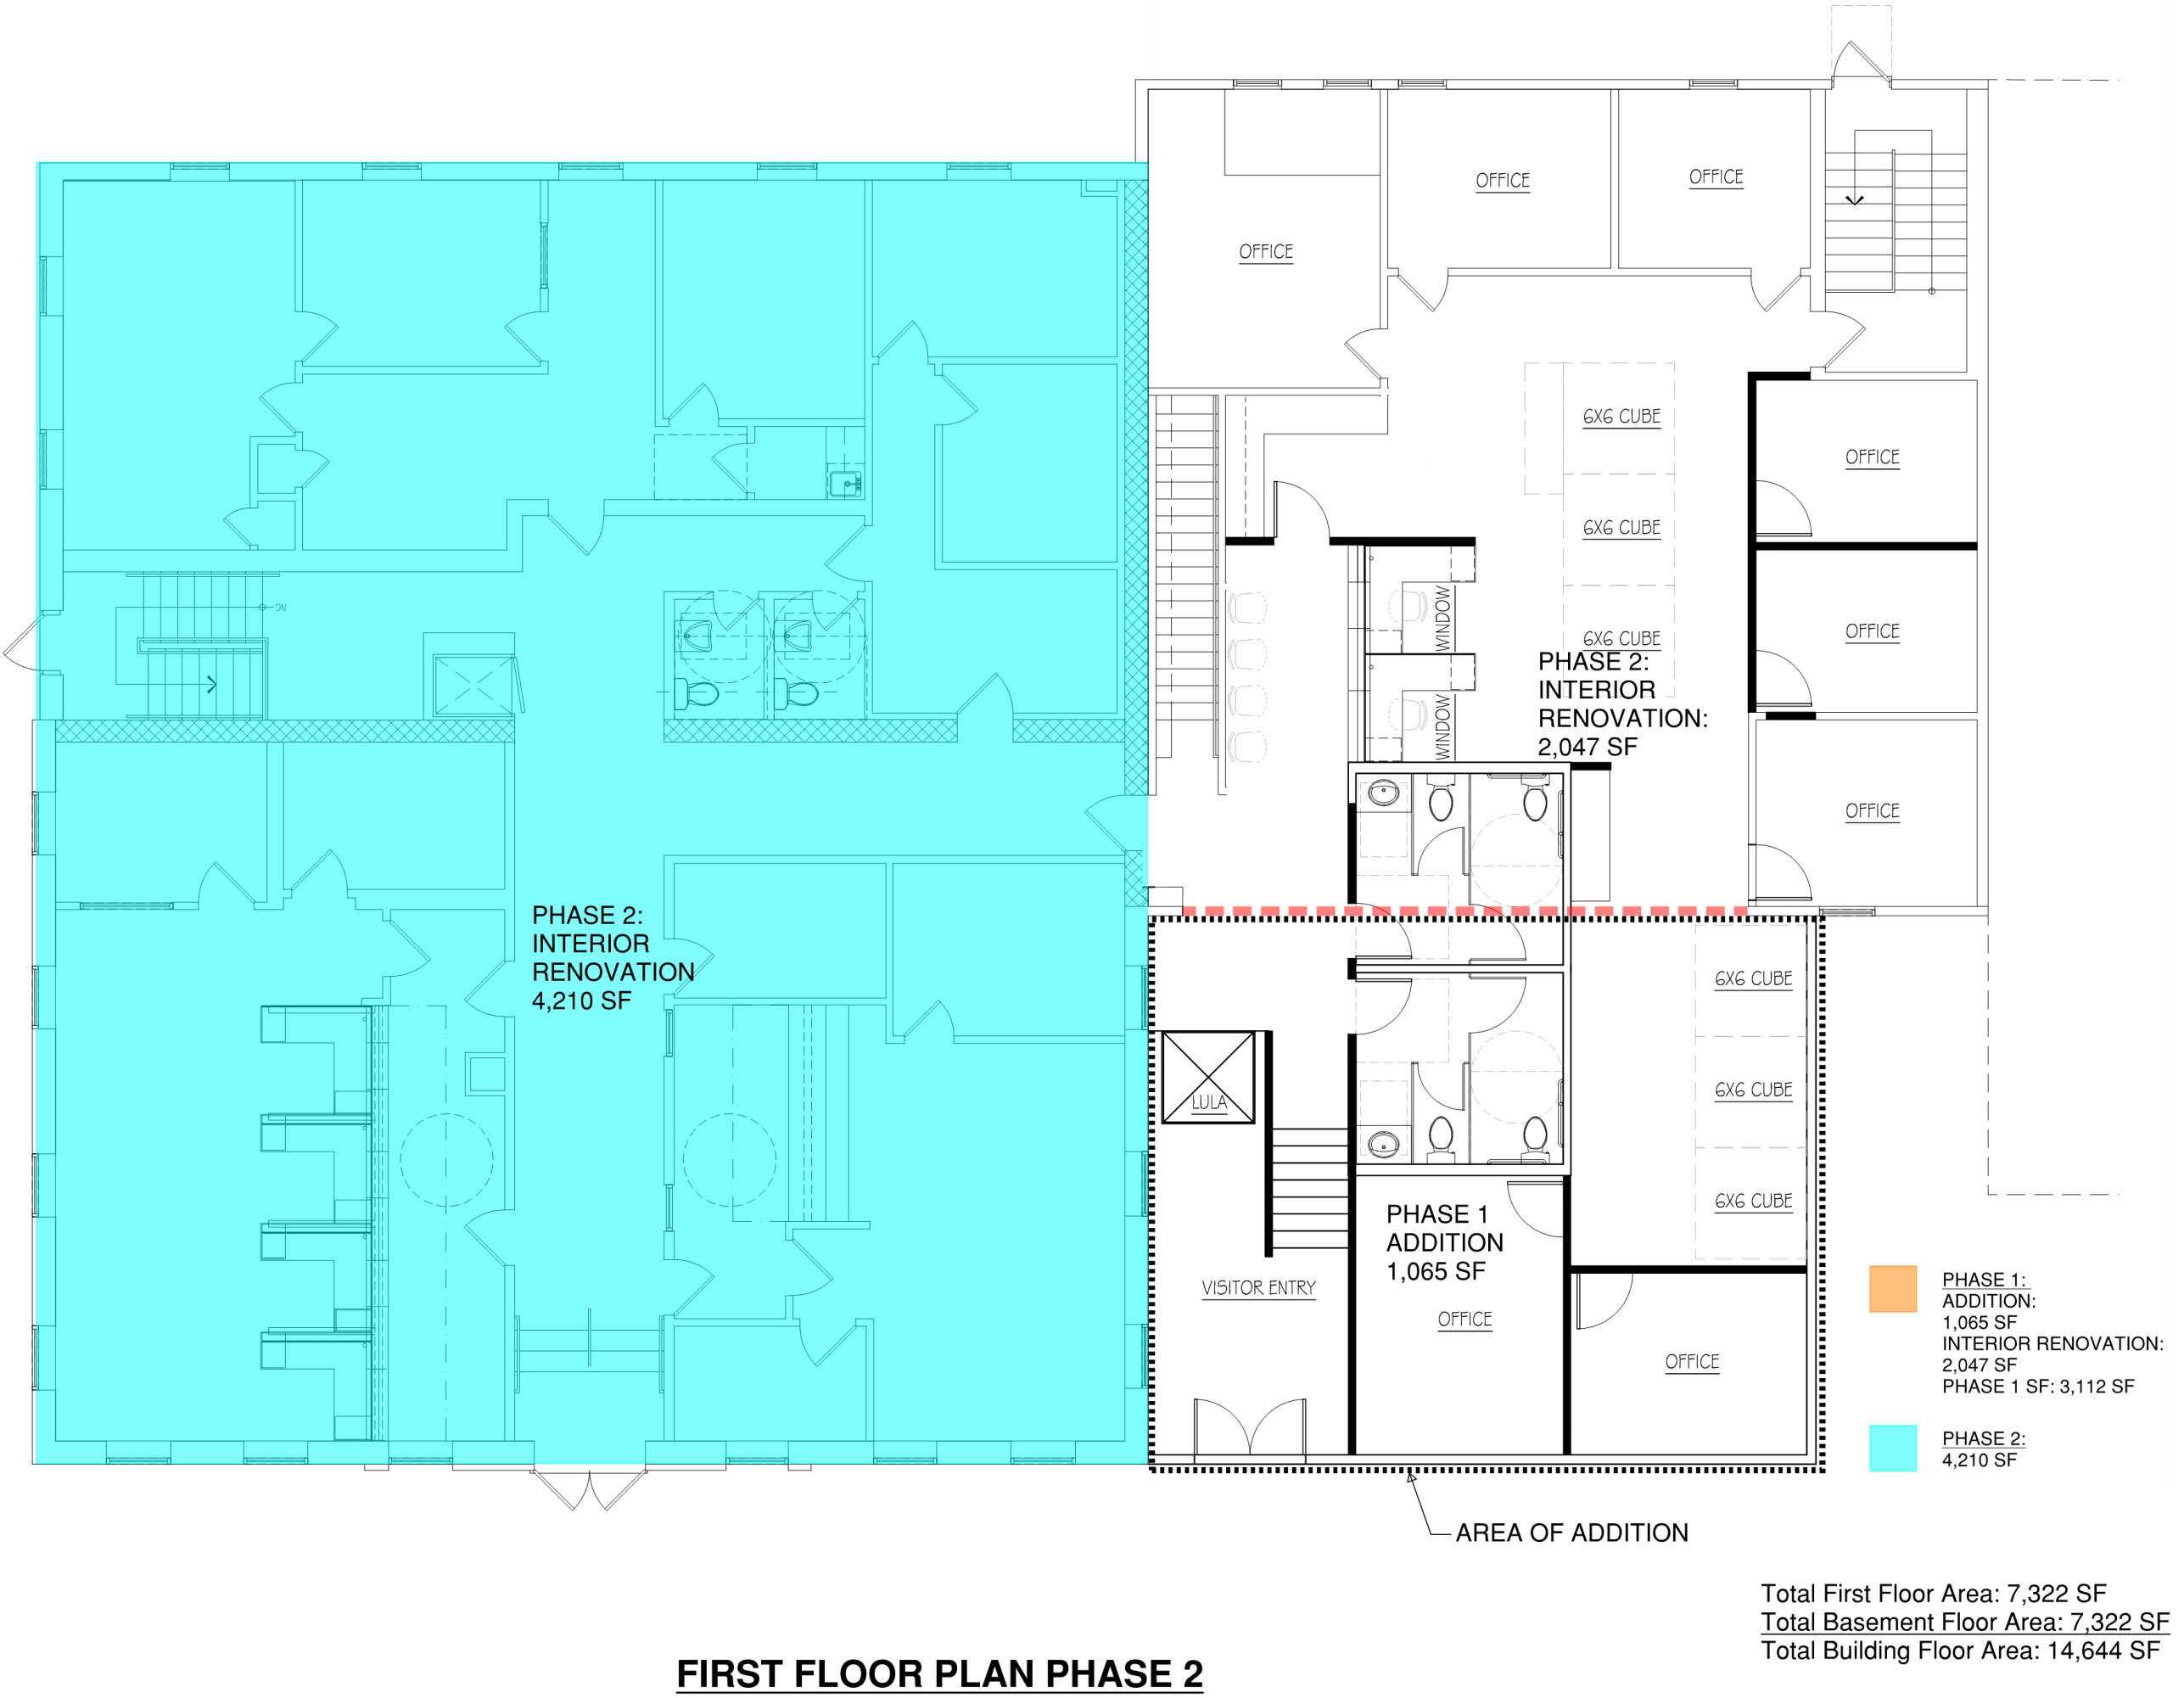 OFFICE
OFFICE
OFFICE
6X6 CUBE
OFFICE
6X6 CUBE
DN
WINDOW
OFFICE
6X6 CUBE
PHASE 2:
INTERIOR
RENOVATION:
2,047 SF
WINDOW
OFFICE
PHASE 2:
INTERIOR
RENOVATION
4,210 SF
6X6 CUBE
LULA
6X6 CUBE
6X6 CUBE
PHASE 1
ADDITION
1,065 SF
VISITOR ENTRY
OFFICE
OFFICE
PHASE 1:
ADDITION:
1,065 SF
INTERIOR RENOVATION:
2,047 SF
PHASE 1 SF: 3,112 SF
PHASE 2:
4,210 SF
AREA OF ADDITION
Total First Floor Area: 7,322 SF
Total Basement Floor Area: 7,322 SF
Total Building Floor Area: 14,644 SF
FIRST FLOOR PLAN PHASE 2